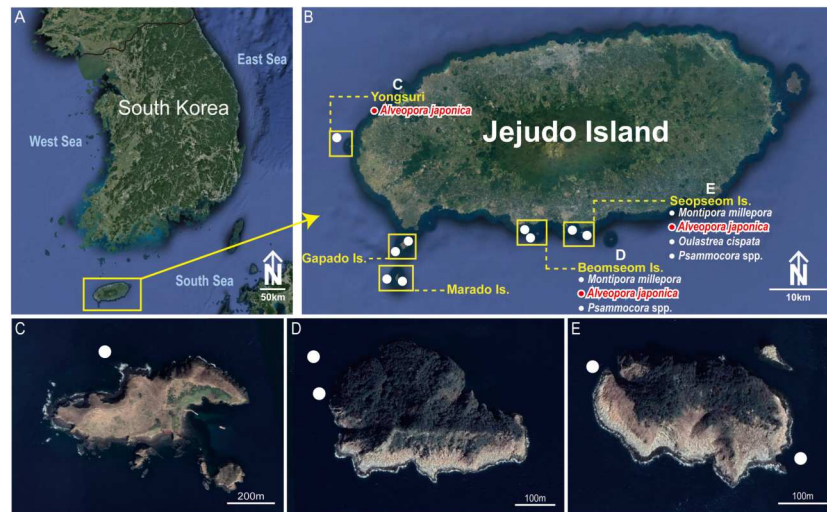 A
South Korea
East Sea
West Sea
South Sea
N
50km
B
C
Yongsuri
Alveopora japonica
Jejudo Island
E
Seopseom Is.
Montipora millepora
Alveopora japonica
Oulastrea cispata
Psammocora spp.
Gapado Is.
Marado Is.
D
Beomseom Is.
Montipora millepora
Alveopora japonica
Psammocora spp.
N
10km
C
200m
D
100m
E
100m